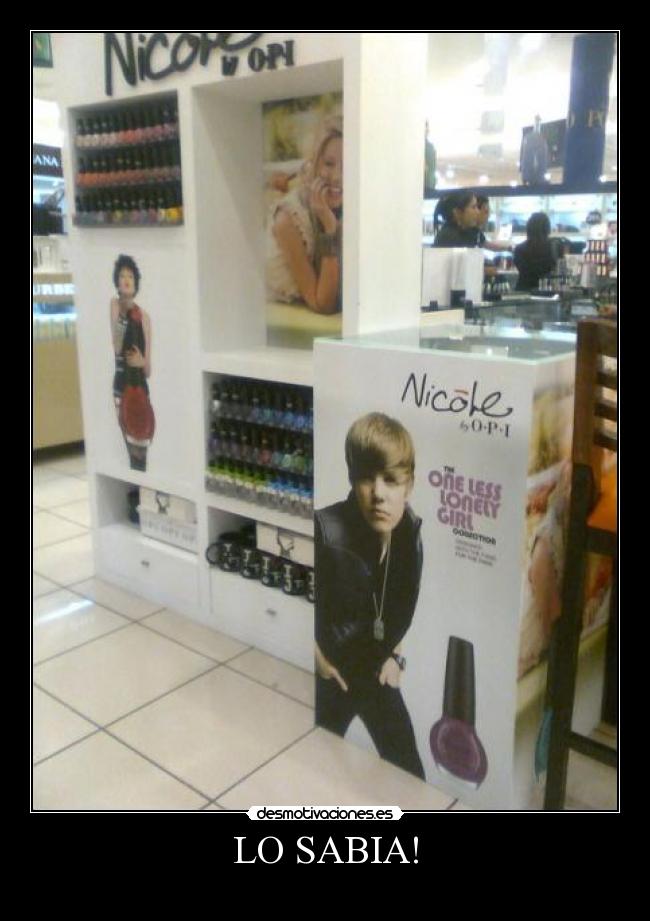 Nicole
by O·P·I
Nicole
by O·P·I
THE
ONE LESS
LONELY
GIRL
COLLECTION
desmotivaciones.es
LO SABIA!